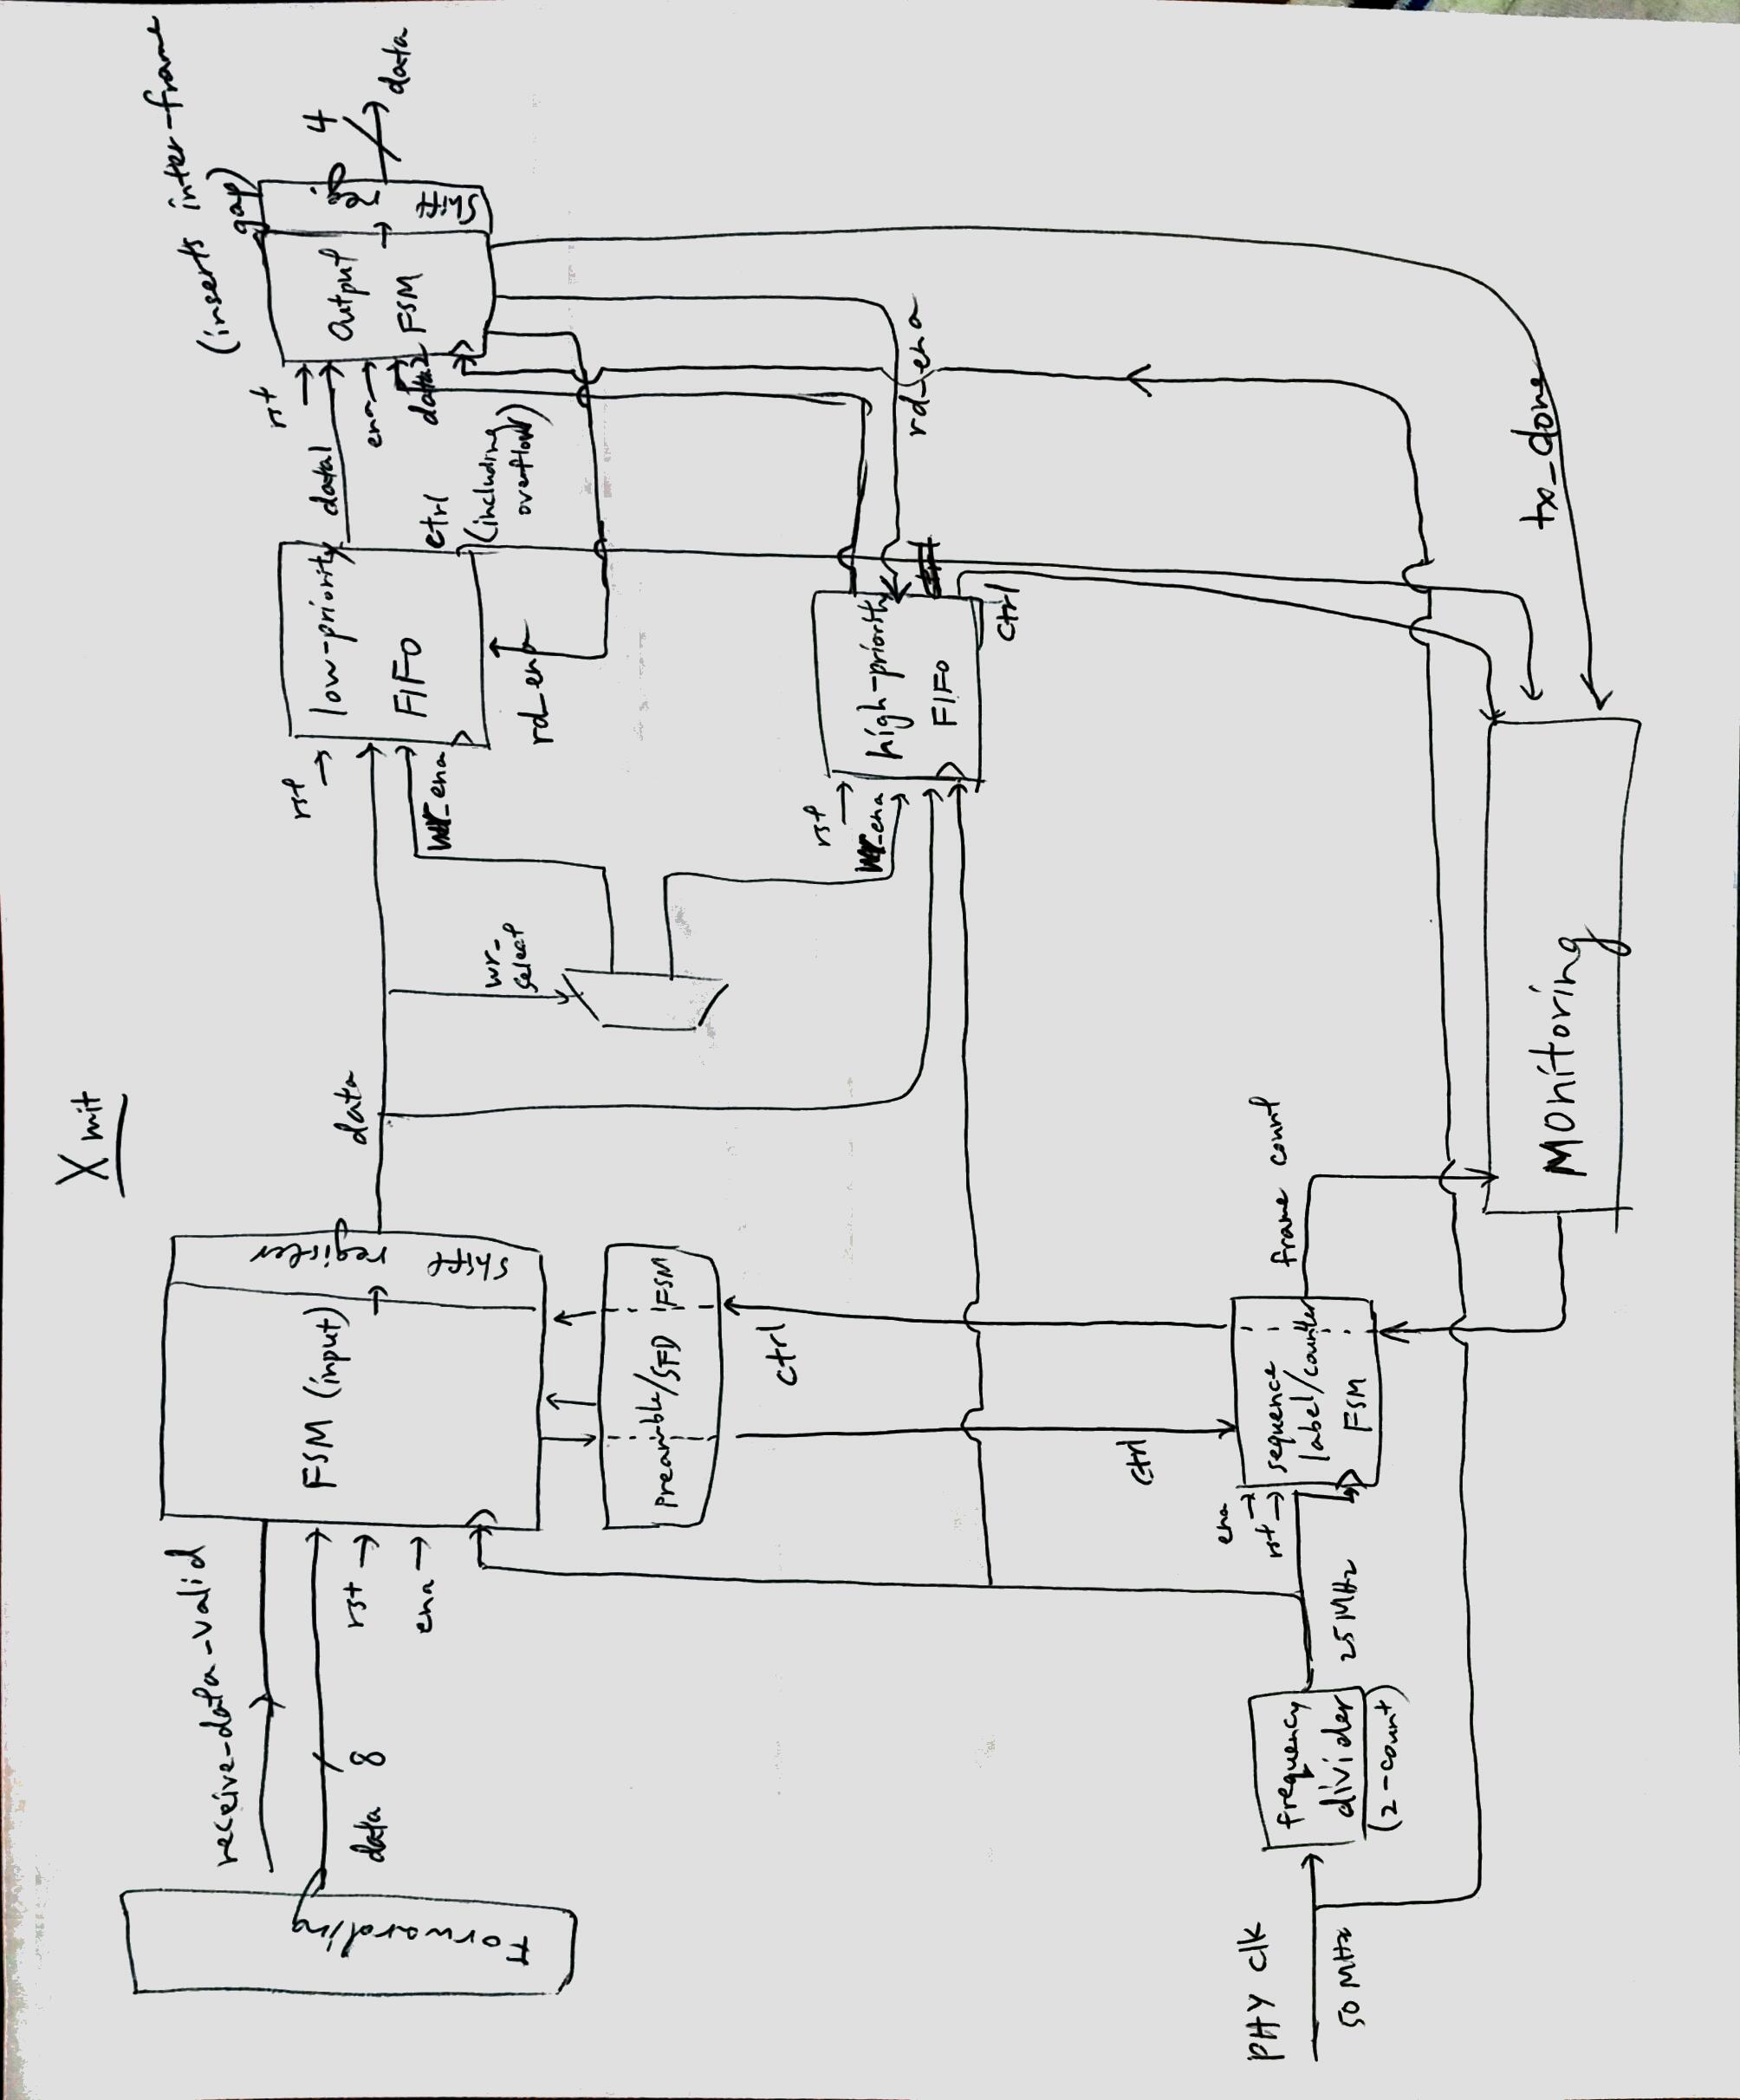 Xmit
(inserts inter-frame
gap)
receive-data-valid
Forwarding
data 8
rst
ena
FSM (input)
shift
register
data
Preamble/SFD FSM
ctrl
ctrl
wr-
select
rst
wr_ena
low-priority
FIFO
rd_ena
data1
ctrl
(including
overflow)
rst
ena
data2
Output
FSM
4
data
rst
wr_ena
high-priority
FIFO
ctrl
rd_ena
tx_done
PHY clk
50 MHz
frequency
divider
(2-count)
25 MHz
ena
rst
sequence
label/counter
FSM
frame count
Monitoring